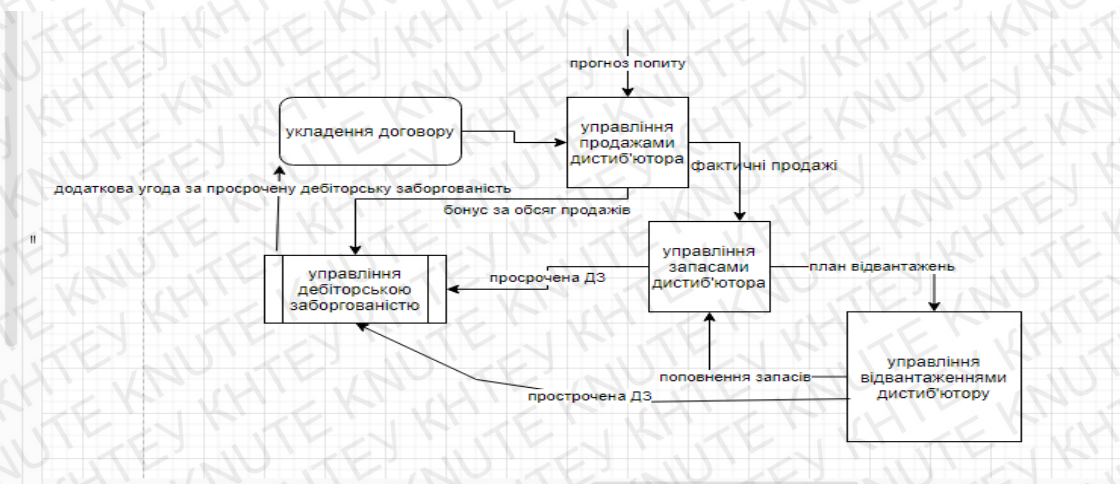 прогноз попиту
укладення договору
управління
продажами
дистиб'ютора
фактичні продажі
додаткова угода за просрочену дебіторську заборгованість
бонус за обсяг продажів
"
управління
запасами
дистиб'ютора
план відвантажень
управління
дебіторською
заборгованістю
просрочена ДЗ
управління
відвантаженнями
дистиб'ютору
поповнення запасів
прострочена ДЗ
КНТЕУ KNUTE